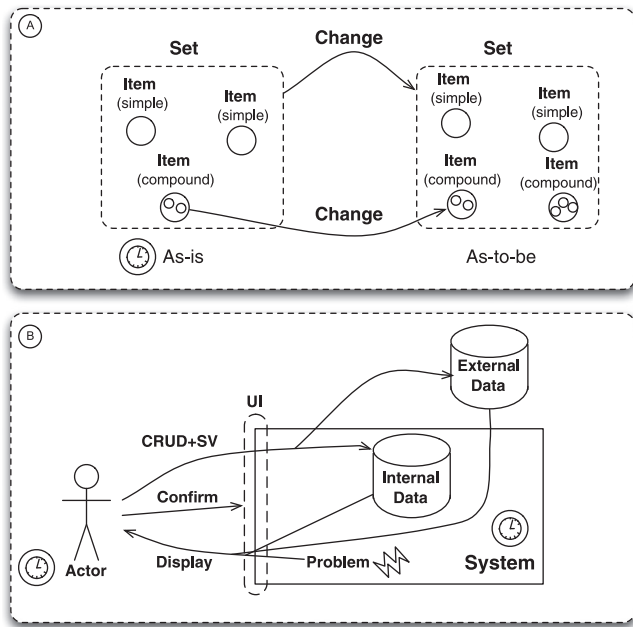 A
Change
Set
Set
Item
(simple)
Item
(simple)
Item
(compound)
Item
(simple)
Item
(simple)
Item
(compound)
Item
(compound)
Change
As-is
As-to-be
B
External
Data
UI
CRUD+SV
Internal
Data
Confirm
Actor
Display
Problem
System